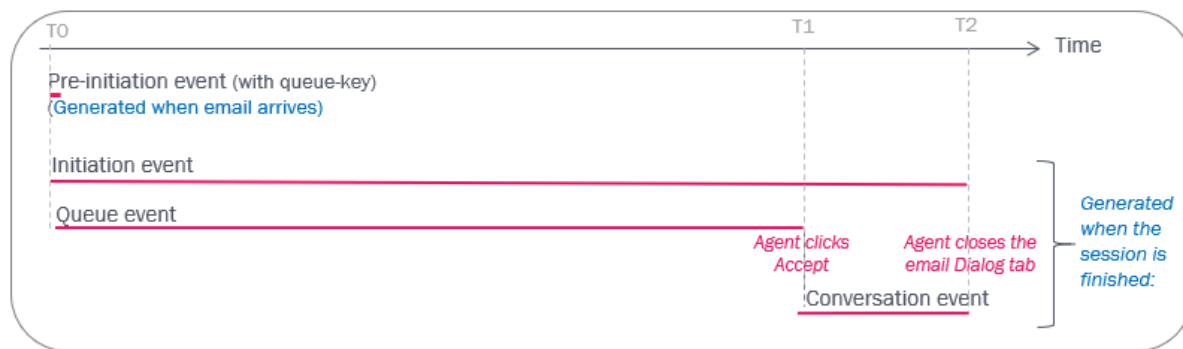 T0
T1
T2
Time
Pre-initiation event (with queue-key)
(Generated when email arrives)
Initiation event
Queue event
Agent clicks
Accept
Agent closes the
email Dialog tab
Conversation event
Generated
when the
session is
finished: